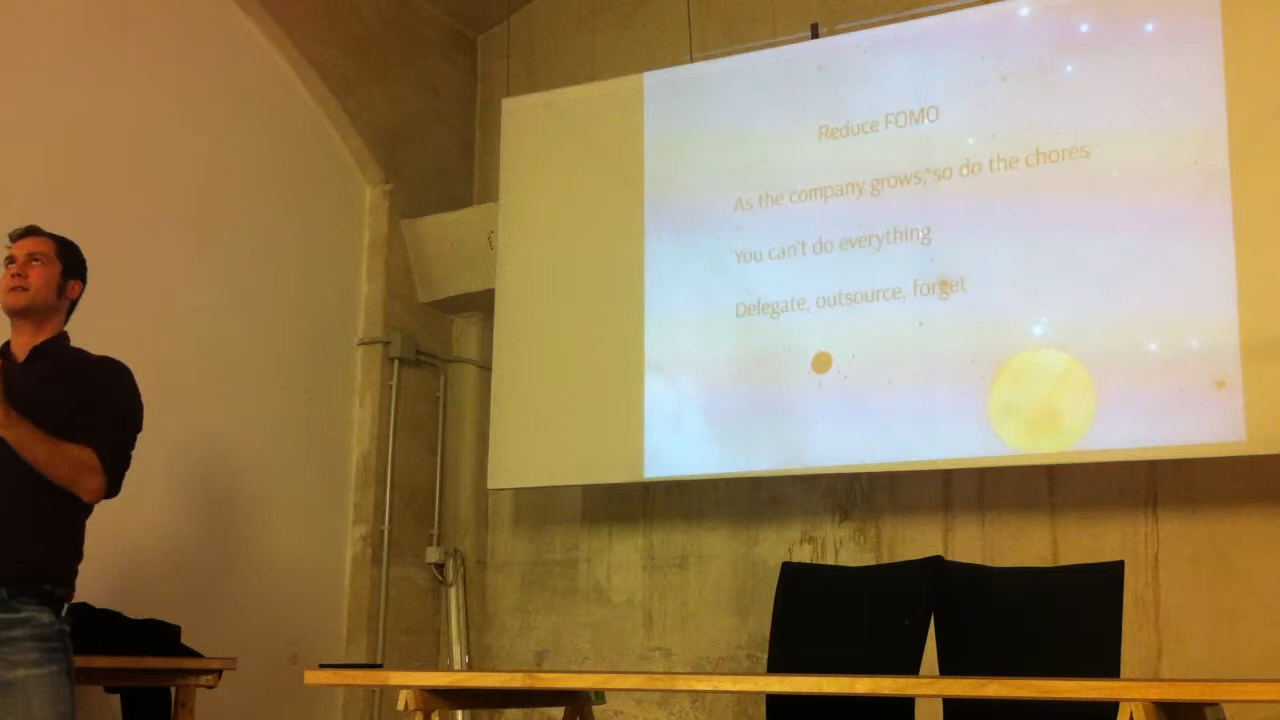 Reduce FOMO
As the company grows, so do the chores
You can't do everything
Delegate, outsource, forget